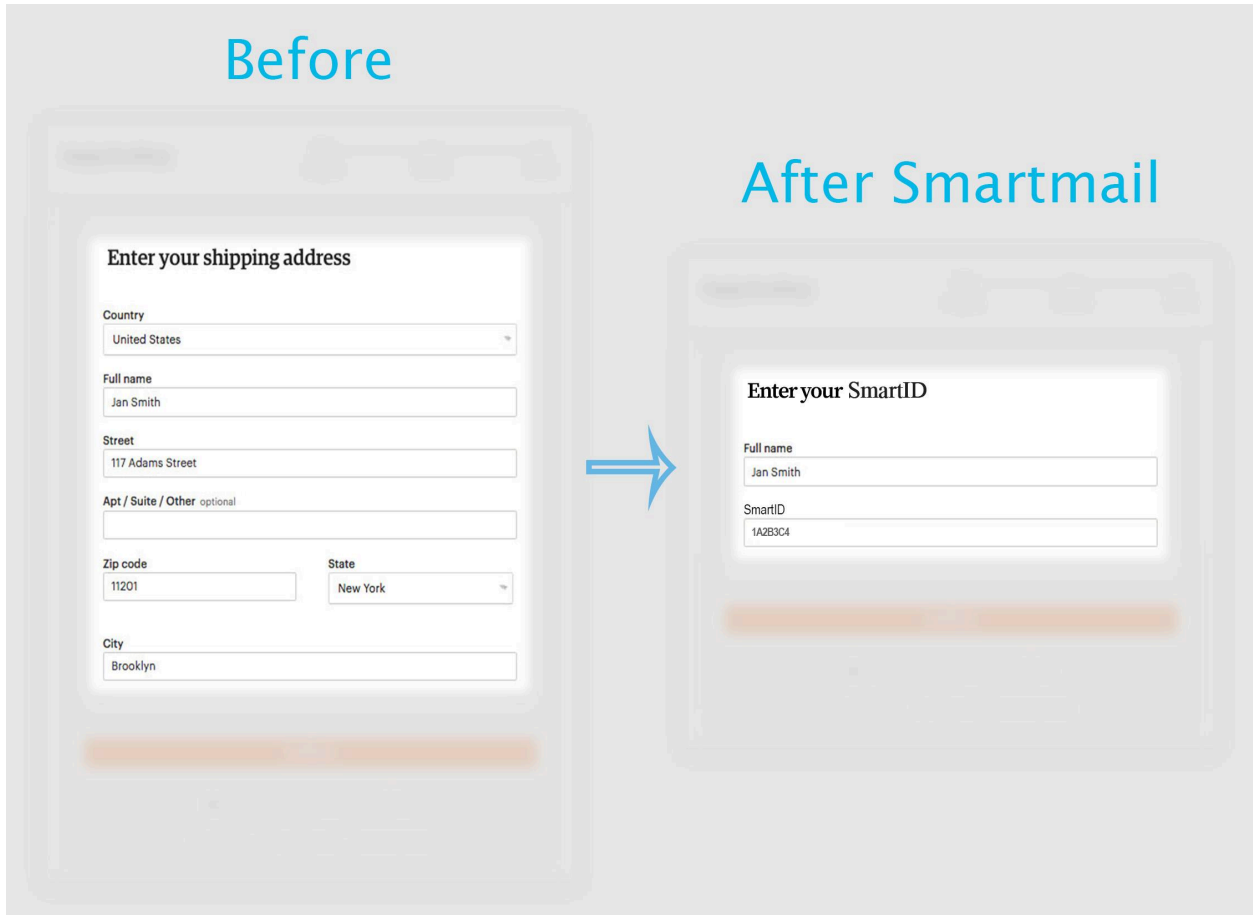 Before
Enter your shipping address
Country
United States
Full name
Jan Smith
Street
117 Adams Street
Apt / Suite / Other optional
Zip code
State
11201
New York
City
Brooklyn
After Smartmail
Enter your SmartID
Full name
Jan Smith
SmartID
1A2B3C4